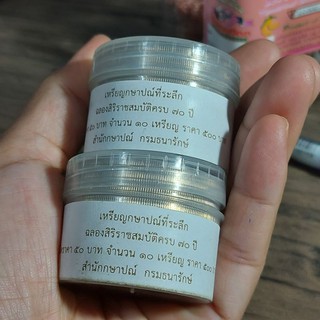 เหรียญกษาปณ์ที่ระลึก
ฉลองสิริราชสมบัติครบ ๗๐ ปี
๕๐ บาท จำนวน ๑๐ เหรียญ ราคา ๕๐๐
สำนักกษาปณ์ กรมธนารักษ์
เหรียญกษาปณ์ที่ระลึก
ฉลองสิริราชสมบัติครบ ๗๐ ปี
ราคา ๕๐ บาท จำนวน ๑๐ เหรียญ ราคา ๕๐๐
สำนักกษาปณ์ กรมธนารักษ์